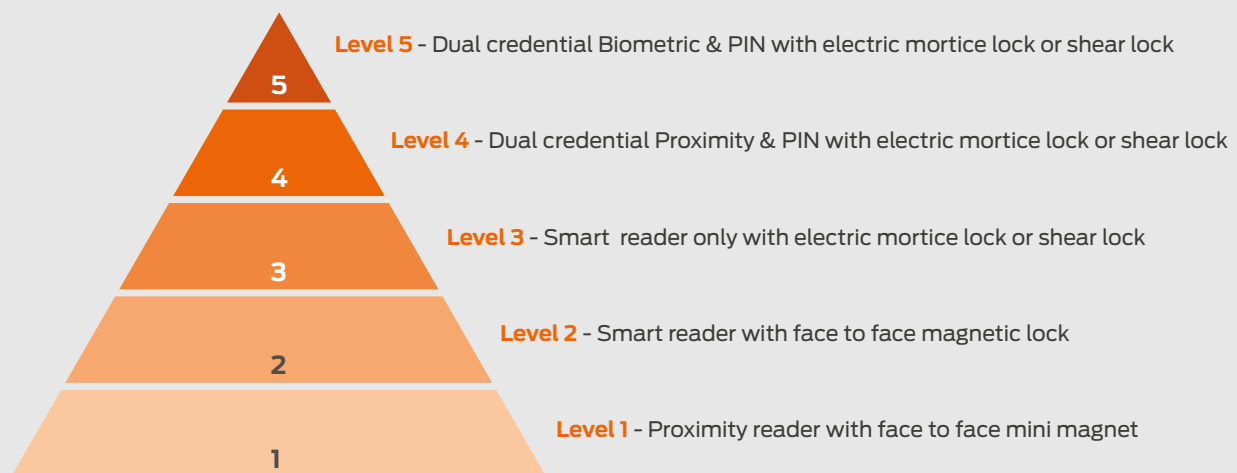 5
Level 5 - Dual credential Biometric & PIN with electric mortice lock or shear lock
4
Level 4 - Dual credential Proximity & PIN with electric mortice lock or shear lock
3
Level 3 - Smart  reader only with electric mortice lock or shear lock
2
Level 2 - Smart reader with face to face magnetic lock
1
Level 1 - Proximity reader with face to face mini magnet